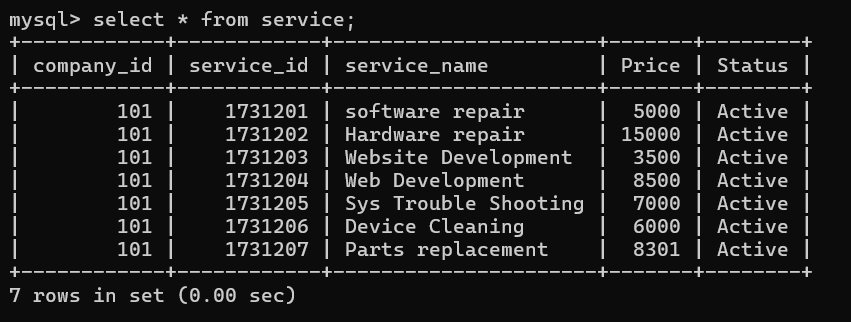 mysql> select * from service;
+------------+------------+----------------------+-------+--------+
| company_id | service_id | service_name         | Price | Status |
+------------+------------+----------------------+-------+--------+
|        101 |    1731201 | software repair      |  5000 | Active |
|        101 |    1731202 | Hardware repair      | 15000 | Active |
|        101 |    1731203 | Website Development  |  3500 | Active |
|        101 |    1731204 | Web Development      |  8500 | Active |
|        101 |    1731205 | Sys Trouble Shooting |  7000 | Active |
|        101 |    1731206 | Device Cleaning      |  6000 | Active |
|        101 |    1731207 | Parts replacement    |  8301 | Active |
+------------+------------+----------------------+-------+--------+
7 rows in set (0.00 sec)